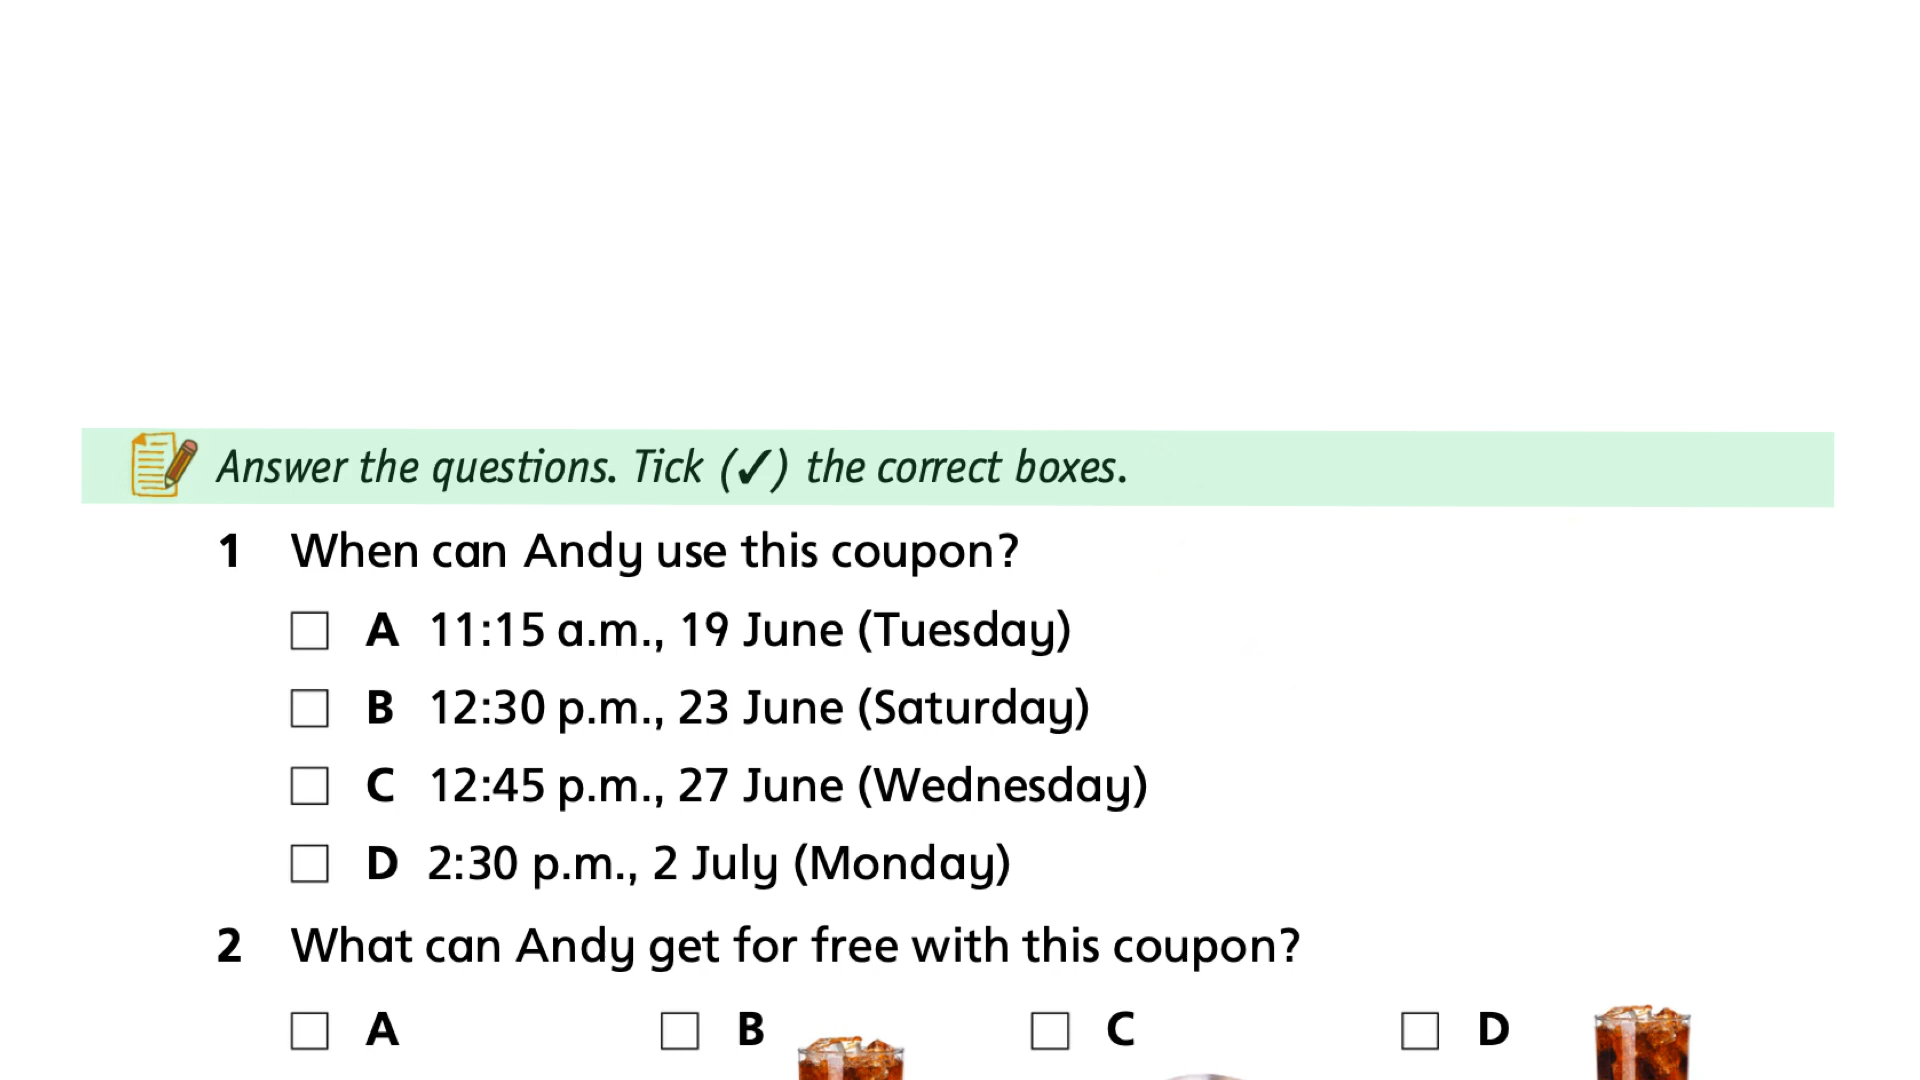 Answer the questions. Tick (✓) the correct boxes.
1 When can Andy use this coupon?
A 11:15 a.m., 19 June (Tuesday)
B 12:30 p.m., 23 June (Saturday)
C 12:45 p.m., 27 June (Wednesday)
D 2:30 p.m., 2 July (Monday)
2 What can Andy get for free with this coupon?
A B C D